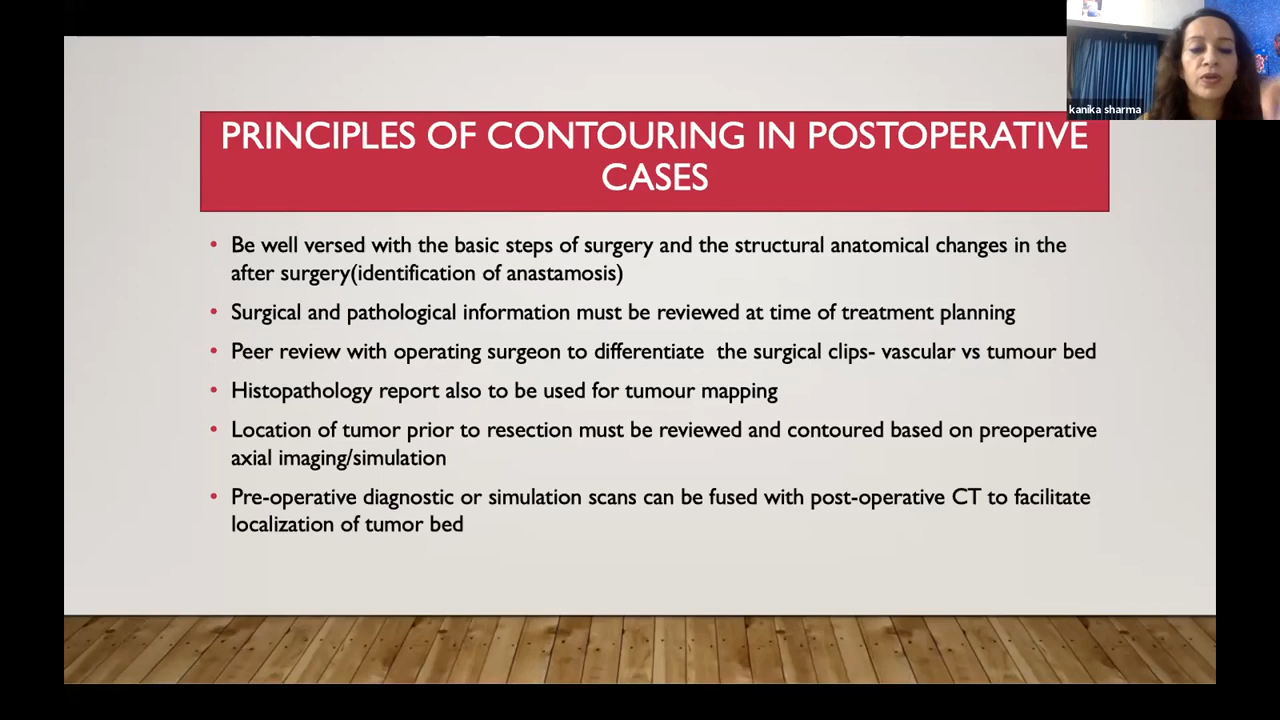 kanika sharma
PRINCIPLES OF CONTOURING IN POSTOPERATIVE
CASES
• Be well versed with the basic steps of surgery and the structural anatomical changes in the
after surgery(identification of anastamosis)
• Surgical and pathological information must be reviewed at time of treatment planning
• Peer review with operating surgeon to differentiate the surgical clips- vascular vs tumour bed
• Histopathology report also to be used for tumour mapping
• Location of tumor prior to resection must be reviewed and contoured based on preoperative
axial imaging/simulation
• Pre-operative diagnostic or simulation scans can be fused with post-operative CT to facilitate
localization of tumor bed